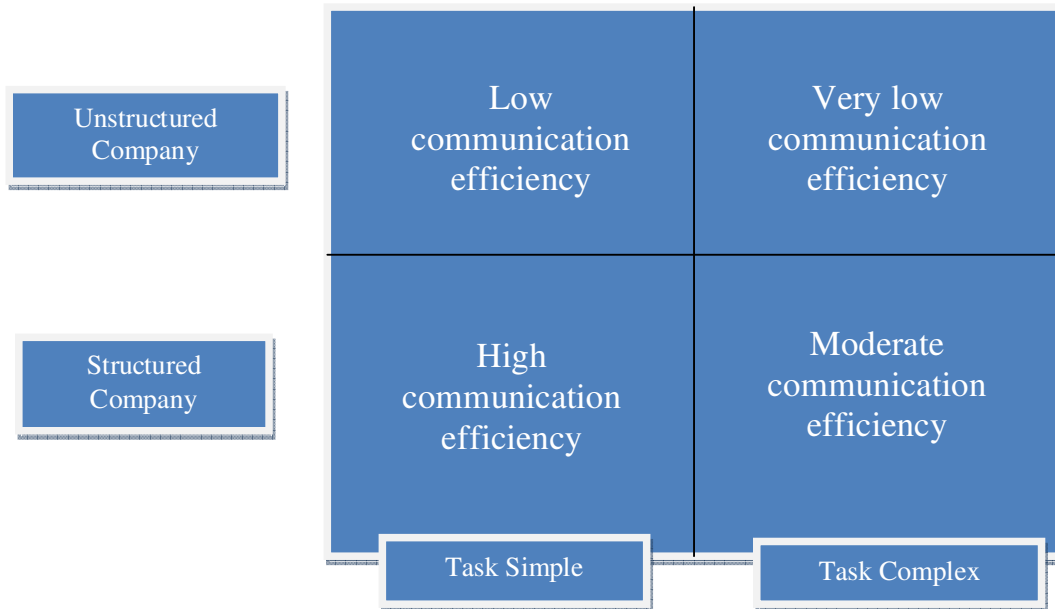 Unstructured
Company
Low
communication
efficiency
Very low
communication
efficiency
Structured
Company
High
communication
efficiency
Moderate
communication
efficiency
Task Simple
Task Complex